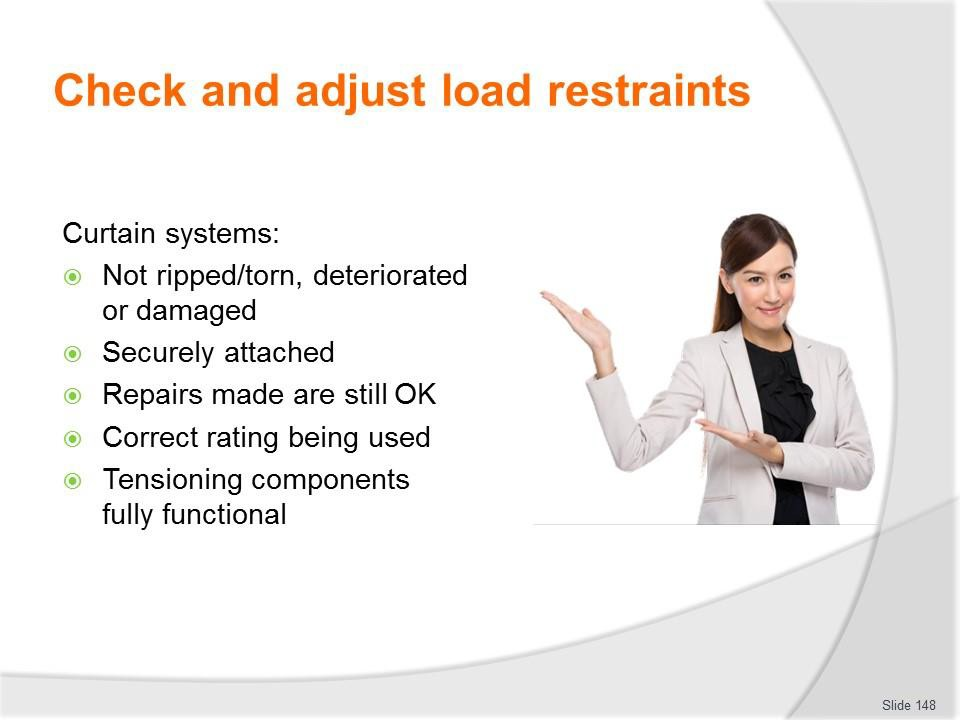 Check and adjust load restraints
Curtain systems:
Not ripped/torn, deteriorated
or damaged
Securely attached
Repairs made are still OK
Correct rating being used
Tensioning components
fully functional
Slide 148